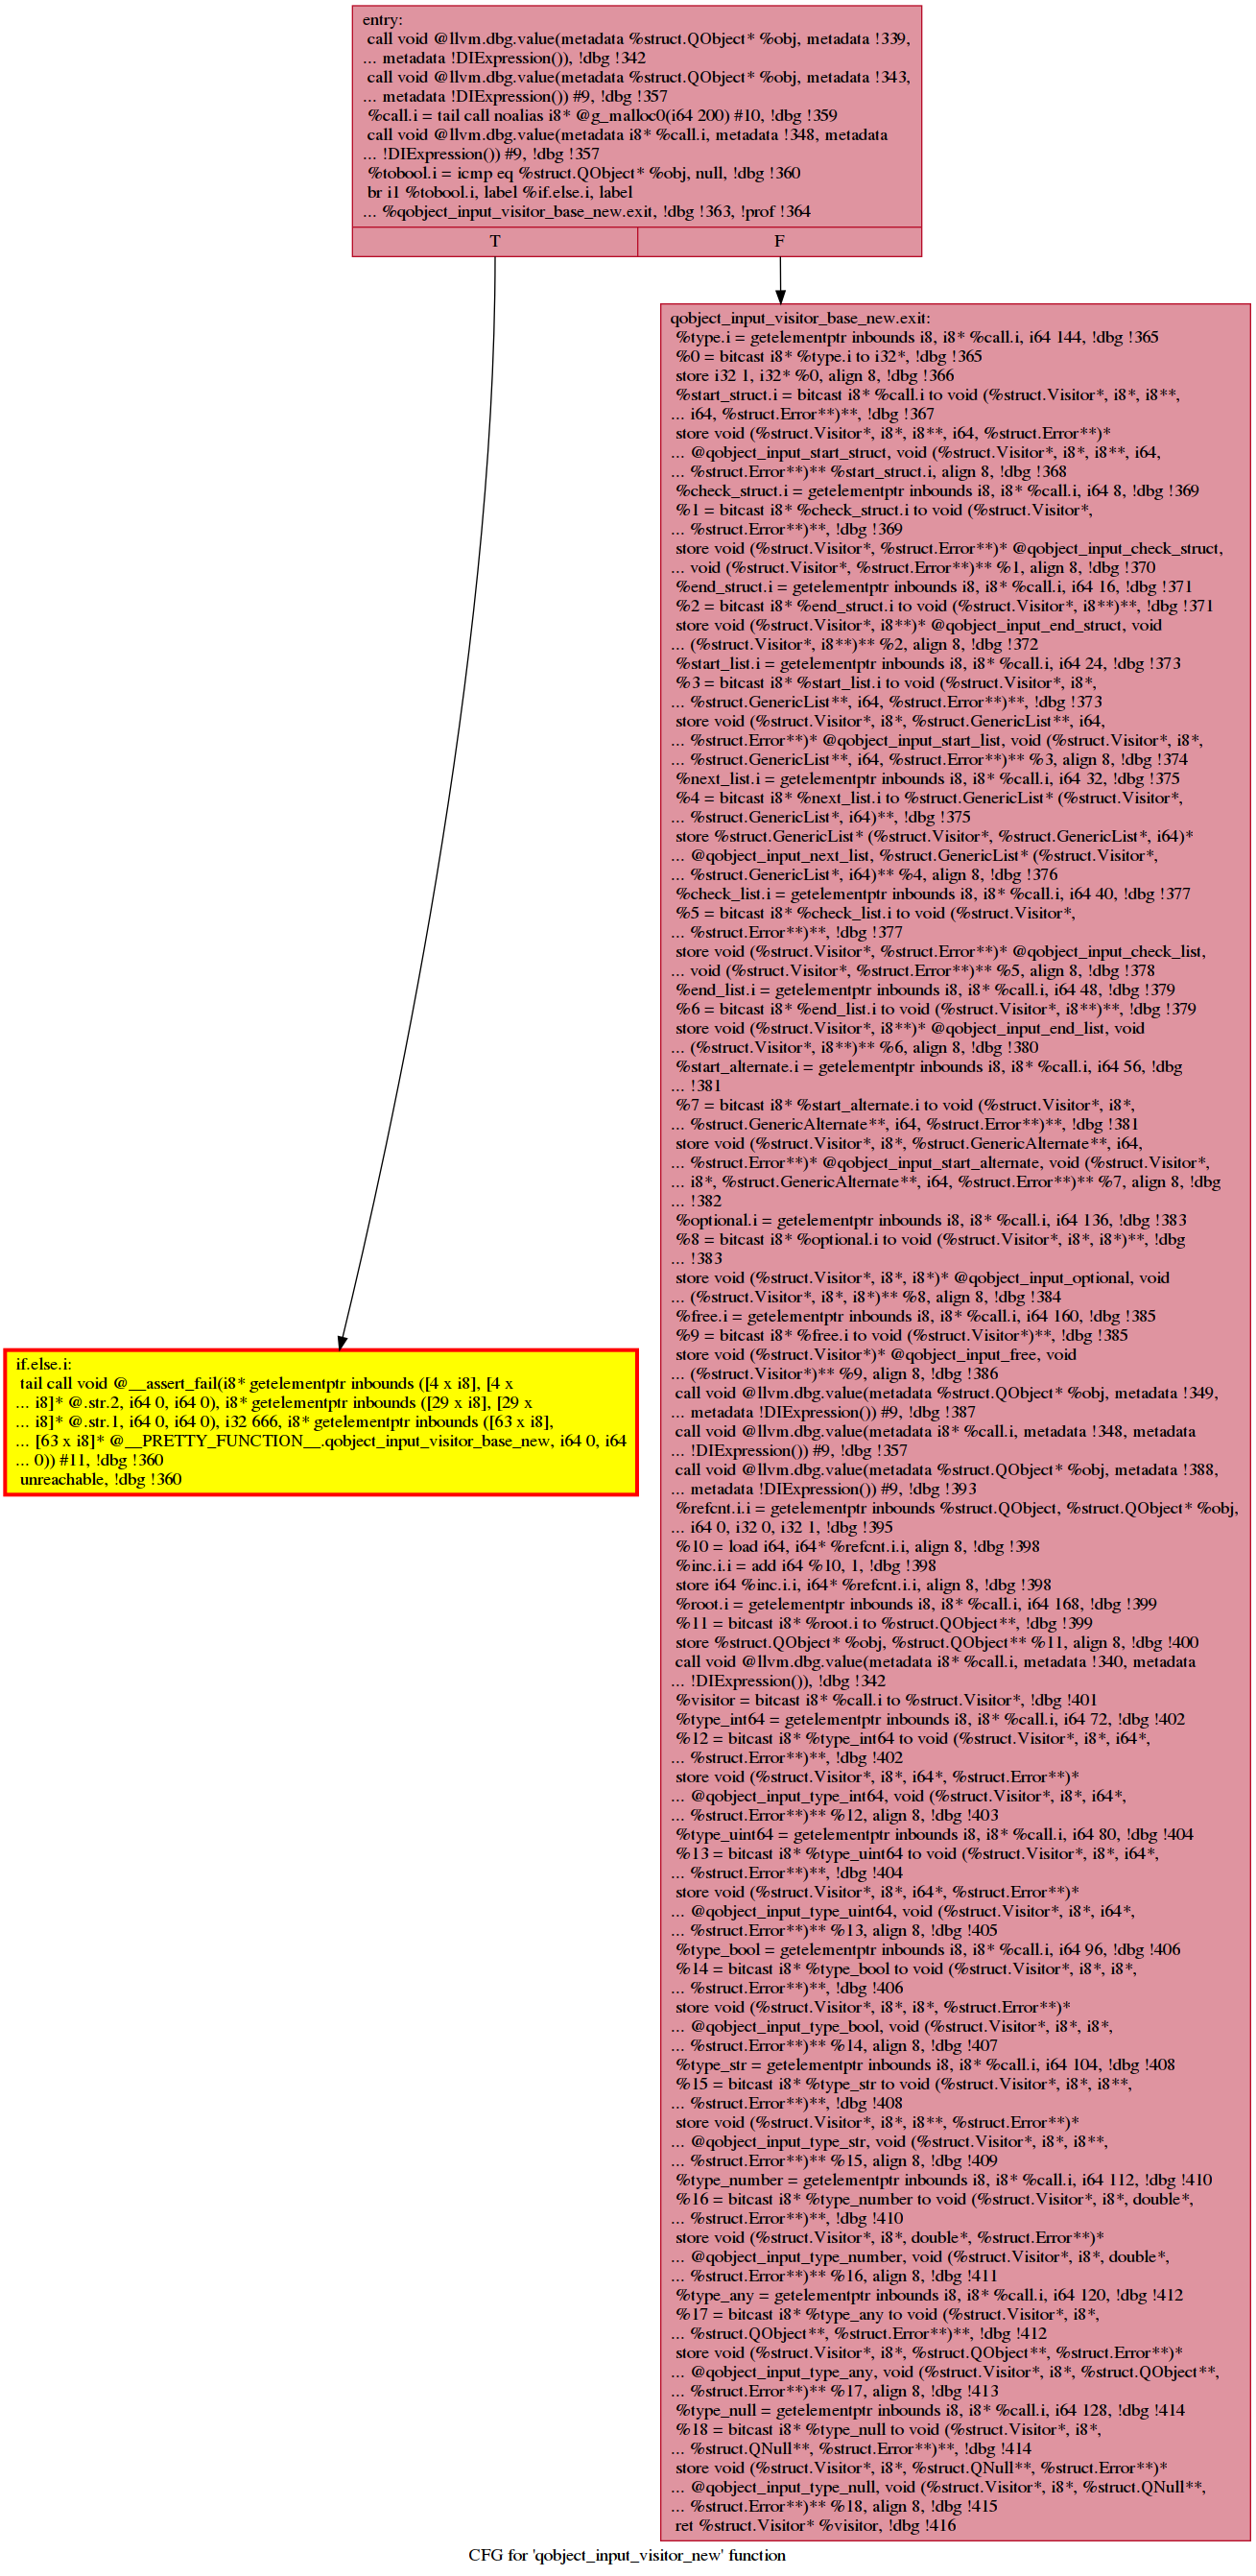 entry:
call void @llvm.dbg.value(metadata %struct.QObject* %obj, metadata !339,
... metadata !DIExpression()), !dbg !342
call void @llvm.dbg.value(metadata %struct.QObject* %obj, metadata !343,
... metadata !DIExpression()) #9, !dbg !357
%call.i = tail call noalias i8* @g_malloc0(i64 200) #10, !dbg !359
call void @llvm.dbg.value(metadata i8* %call.i, metadata !348, metadata
... !DIExpression()) #9, !dbg !357
%tobool.i = icmp eq %struct.QObject* %obj, null, !dbg !360
br i1 %tobool.i, label %if.else.i, label
... %qobject_input_visitor_base_new.exit, !dbg !363, !prof !364
T
F
qobject_input_visitor_base_new.exit:
%type.i = getelementptr inbounds i8, i8* %call.i, i64 144, !dbg !365
%0 = bitcast i8* %type.i to i32*, !dbg !365
store i32 1, i32* %0, align 8, !dbg !366
%start_struct.i = bitcast i8* %call.i to void (%struct.Visitor*, i8*, i8**,
... i64, %struct.Error**)**, !dbg !367
store void (%struct.Visitor*, i8*, i8**, i64, %struct.Error**)*
... @qobject_input_start_struct, void (%struct.Visitor*, i8*, i8**, i64,
... %struct.Error**)** %start_struct.i, align 8, !dbg !368
%check_struct.i = getelementptr inbounds i8, i8* %call.i, i64 8, !dbg !369
%1 = bitcast i8* %check_struct.i to void (%struct.Visitor*,
... %struct.Error**)**, !dbg !369
store void (%struct.Visitor*, %struct.Error**)* @qobject_input_check_struct,
... void (%struct.Visitor*, %struct.Error**)** %1, align 8, !dbg !370
%end_struct.i = getelementptr inbounds i8, i8* %call.i, i64 16, !dbg !371
%2 = bitcast i8* %end_struct.i to void (%struct.Visitor*, i8**)**, !dbg !371
store void (%struct.Visitor*, i8**)* @qobject_input_end_struct, void
... (%struct.Visitor*, i8**)** %2, align 8, !dbg !372
%start_list.i = getelementptr inbounds i8, i8* %call.i, i64 24, !dbg !373
%3 = bitcast i8* %start_list.i to void (%struct.Visitor*, i8*,
... %struct.GenericList**, i64, %struct.Error**)**, !dbg !373
store void (%struct.Visitor*, i8*, %struct.GenericList**, i64,
... %struct.Error**)* @qobject_input_start_list, void (%struct.Visitor*, i8*,
... %struct.GenericList**, i64, %struct.Error**)** %3, align 8, !dbg !374
%next_list.i = getelementptr inbounds i8, i8* %call.i, i64 32, !dbg !375
%4 = bitcast i8* %next_list.i to %struct.GenericList* (%struct.Visitor*,
... %struct.GenericList*, i64)**, !dbg !375
store %struct.GenericList* (%struct.Visitor*, %struct.GenericList*, i64)*
... @qobject_input_next_list, %struct.GenericList* (%struct.Visitor*,
... %struct.GenericList*, i64)** %4, align 8, !dbg !376
%check_list.i = getelementptr inbounds i8, i8* %call.i, i64 40, !dbg !377
%5 = bitcast i8* %check_list.i to void (%struct.Visitor*,
... %struct.Error**)**, !dbg !377
store void (%struct.Visitor*, %struct.Error**)* @qobject_input_check_list,
... void (%struct.Visitor*, %struct.Error**)** %5, align 8, !dbg !378
%end_list.i = getelementptr inbounds i8, i8* %call.i, i64 48, !dbg !379
%6 = bitcast i8* %end_list.i to void (%struct.Visitor*, i8**)**, !dbg !379
store void (%struct.Visitor*, i8**)* @qobject_input_end_list, void
... (%struct.Visitor*, i8**)** %6, align 8, !dbg !380
%start_alternate.i = getelementptr inbounds i8, i8* %call.i, i64 56, !dbg
... !381
%7 = bitcast i8* %start_alternate.i to void (%struct.Visitor*, i8*,
... %struct.GenericAlternate**, i64, %struct.Error**)**, !dbg !381
store void (%struct.Visitor*, i8*, %struct.GenericAlternate**, i64,
... %struct.Error**)* @qobject_input_start_alternate, void (%struct.Visitor*,
... i8*, %struct.GenericAlternate**, i64, %struct.Error**)** %7, align 8, !dbg
... !382
%optional.i = getelementptr inbounds i8, i8* %call.i, i64 136, !dbg !383
%8 = bitcast i8* %optional.i to void (%struct.Visitor*, i8*, i8*)**, !dbg
... !383
store void (%struct.Visitor*, i8*, i8*)* @qobject_input_optional, void
... (%struct.Visitor*, i8*, i8*)** %8, align 8, !dbg !384
%free.i = getelementptr inbounds i8, i8* %call.i, i64 160, !dbg !385
%9 = bitcast i8* %free.i to void (%struct.Visitor*)**, !dbg !385
store void (%struct.Visitor*)* @qobject_input_free, void
... (%struct.Visitor*)** %9, align 8, !dbg !386
call void @llvm.dbg.value(metadata %struct.QObject* %obj, metadata !349,
... metadata !DIExpression()) #9, !dbg !387
call void @llvm.dbg.value(metadata i8* %call.i, metadata !348, metadata
... !DIExpression()) #9, !dbg !357
call void @llvm.dbg.value(metadata %struct.QObject* %obj, metadata !388,
... metadata !DIExpression()) #9, !dbg !393
%refcnt.i.i = getelementptr inbounds %struct.QObject, %struct.QObject* %obj,
... i64 0, i32 0, i32 1, !dbg !395
%10 = load i64, i64* %refcnt.i.i, align 8, !dbg !398
%inc.i.i = add i64 %10, 1, !dbg !398
store i64 %inc.i.i, i64* %refcnt.i.i, align 8, !dbg !398
%root.i = getelementptr inbounds i8, i8* %call.i, i64 168, !dbg !399
%11 = bitcast i8* %root.i to %struct.QObject**, !dbg !399
store %struct.QObject* %obj, %struct.QObject** %11, align 8, !dbg !400
call void @llvm.dbg.value(metadata i8* %call.i, metadata !340, metadata
... !DIExpression()), !dbg !342
%visitor = bitcast i8* %call.i to %struct.Visitor*, !dbg !401
%type_int64 = getelementptr inbounds i8, i8* %call.i, i64 72, !dbg !402
%12 = bitcast i8* %type_int64 to void (%struct.Visitor*, i8*, i64*,
... %struct.Error**)**, !dbg !402
store void (%struct.Visitor*, i8*, i64*, %struct.Error**)*
... @qobject_input_type_int64, void (%struct.Visitor*, i8*, i64*,
... %struct.Error**)** %12, align 8, !dbg !403
%type_uint64 = getelementptr inbounds i8, i8* %call.i, i64 80, !dbg !404
%13 = bitcast i8* %type_uint64 to void (%struct.Visitor*, i8*, i64*,
... %struct.Error**)**, !dbg !404
store void (%struct.Visitor*, i8*, i64*, %struct.Error**)*
... @qobject_input_type_uint64, void (%struct.Visitor*, i8*, i64*,
... %struct.Error**)** %13, align 8, !dbg !405
%type_bool = getelementptr inbounds i8, i8* %call.i, i64 96, !dbg !406
%14 = bitcast i8* %type_bool to void (%struct.Visitor*, i8*, i8*,
... %struct.Error**)**, !dbg !406
store void (%struct.Visitor*, i8*, i8*, %struct.Error**)*
... @qobject_input_type_bool, void (%struct.Visitor*, i8*, i8*,
... %struct.Error**)** %14, align 8, !dbg !407
%type_str = getelementptr inbounds i8, i8* %call.i, i64 104, !dbg !408
%15 = bitcast i8* %type_str to void (%struct.Visitor*, i8*, i8**,
... %struct.Error**)**, !dbg !408
store void (%struct.Visitor*, i8*, i8**, %struct.Error**)*
... @qobject_input_type_str, void (%struct.Visitor*, i8*, i8**,
... %struct.Error**)** %15, align 8, !dbg !409
%type_number = getelementptr inbounds i8, i8* %call.i, i64 112, !dbg !410
%16 = bitcast i8* %type_number to void (%struct.Visitor*, i8*, double*,
... %struct.Error**)**, !dbg !410
store void (%struct.Visitor*, i8*, double*, %struct.Error**)*
... @qobject_input_type_number, void (%struct.Visitor*, i8*, double*,
... %struct.Error**)** %16, align 8, !dbg !411
%type_any = getelementptr inbounds i8, i8* %call.i, i64 120, !dbg !412
%17 = bitcast i8* %type_any to void (%struct.Visitor*, i8*,
... %struct.QObject**, %struct.Error**)**, !dbg !412
store void (%struct.Visitor*, i8*, %struct.QObject**, %struct.Error**)*
... @qobject_input_type_any, void (%struct.Visitor*, i8*, %struct.QObject**,
... %struct.Error**)** %17, align 8, !dbg !413
%type_null = getelementptr inbounds i8, i8* %call.i, i64 128, !dbg !414
%18 = bitcast i8* %type_null to void (%struct.Visitor*, i8*,
... %struct.QNull**, %struct.Error**)**, !dbg !414
store void (%struct.Visitor*, i8*, %struct.QNull**, %struct.Error**)*
... @qobject_input_type_null, void (%struct.Visitor*, i8*, %struct.QNull**,
... %struct.Error**)** %18, align 8, !dbg !415
ret %struct.Visitor* %visitor, !dbg !416
if.else.i:
tail call void @__assert_fail(i8* getelementptr inbounds ([4 x i8], [4 x
... i8]* @.str.2, i64 0, i64 0), i8* getelementptr inbounds ([29 x i8], [29 x
... i8]* @.str.1, i64 0, i64 0), i32 666, i8* getelementptr inbounds ([63 x i8],
... [63 x i8]* @__PRETTY_FUNCTION__.qobject_input_visitor_base_new, i64 0, i64
... 0)) #11, !dbg !360
unreachable, !dbg !360
CFG for 'qobject_input_visitor_new' function